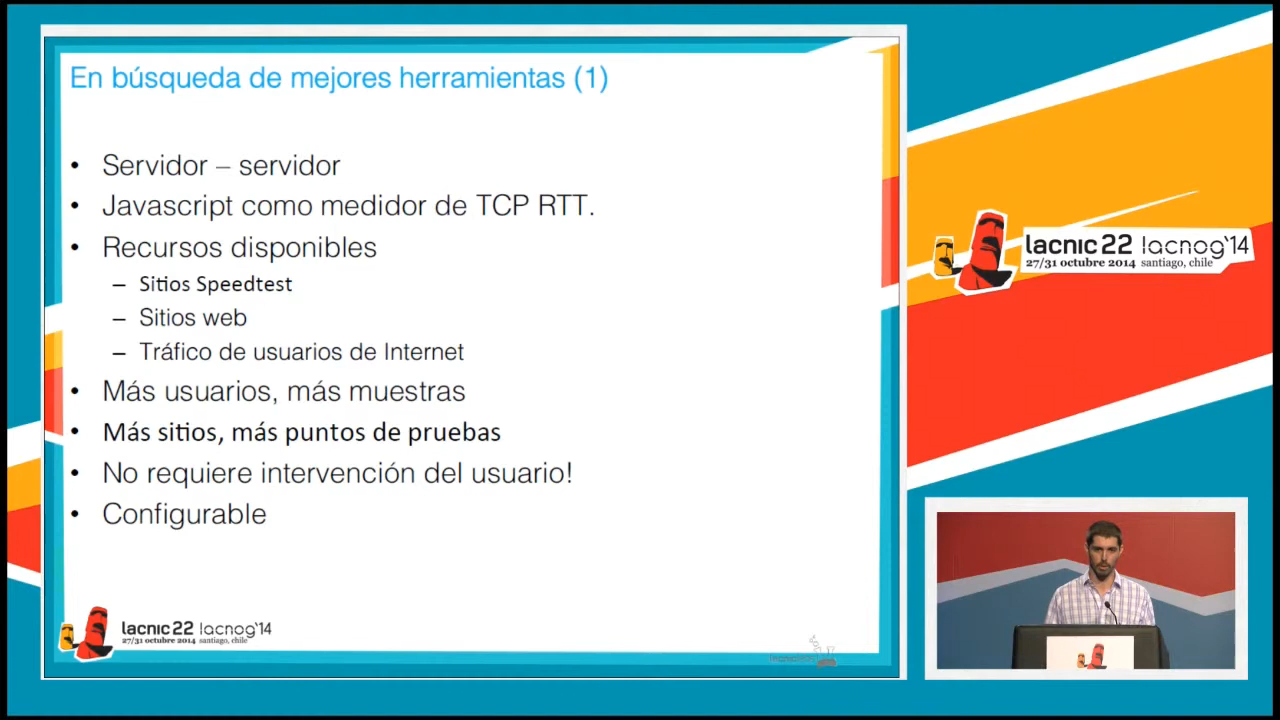 En búsqueda de mejores herramientas (1)
• Servidor – servidor
• Javascript como medidor de TCP RTT.
• Recursos disponibles
– Sitios Speedtest
– Sitios web
– Tráfico de usuarios de Internet
• Más usuarios, más muestras
• Más sitios, más puntos de pruebas
• No requiere intervención del usuario!
• Configurable
lacnic 22 lacnog'14
27/31 octubre 2014 santiago, chile
lacnic 22 lacnog'14
27/31 octubre 2014 santiago, chile